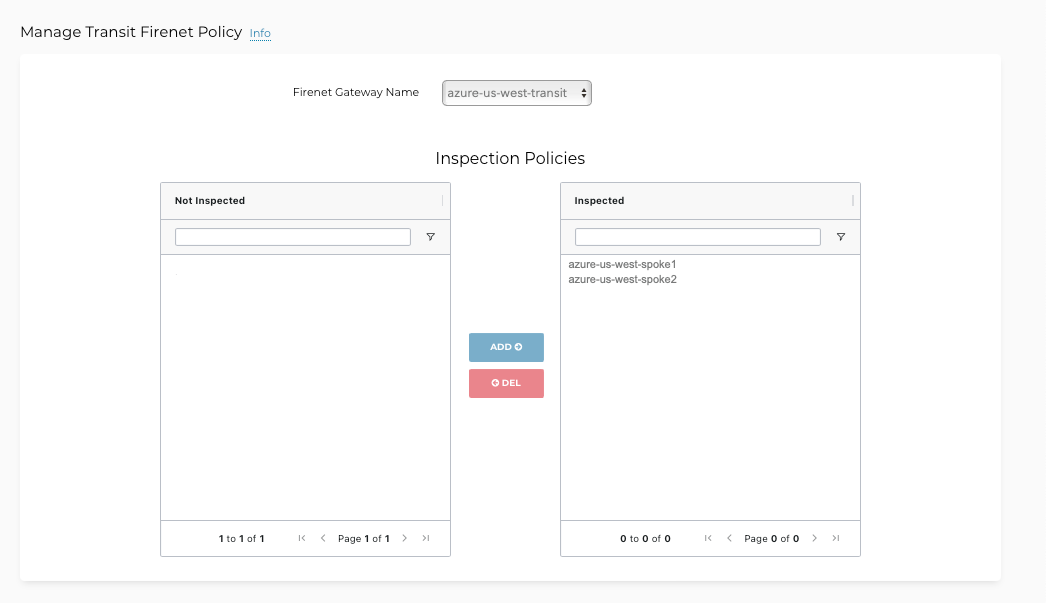 Manage Transit Firenet Policy Info
Firenet Gateway Name azure-us-west-transit
Inspection Policies
Not Inspected
Inspected
azure-us-west-spoke1
azure-us-west-spoke2
ADD
DEL
1 to 1 of 1 Page 1 of 1
0 to 0 of 0 Page 0 of 0